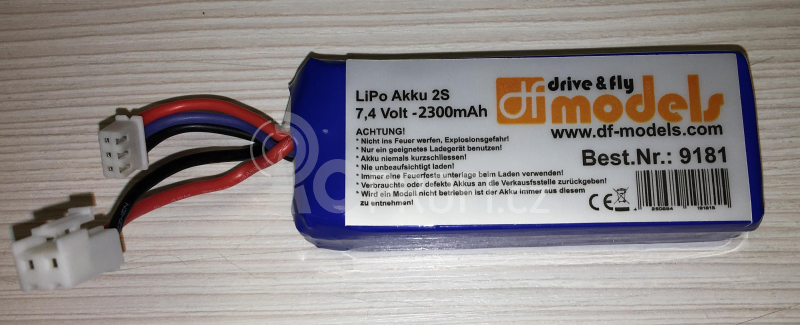 LiPo Akku 2S
7,4 Volt -2300mAh
drive & fly
df models
www.df-models.com
Best.Nr.: 9181
ACHTUNG!
* Nicht ins Feuer werfen, Explosionsgefahr!
* Nur ein geeignetes Ladegerät benutzen!
* Akku niemals kurzschliessen!
* Nie unbeaufsichtigt laden!
* Immer eine Feuerfeste unterlage beim Laden verwenden!
* Verbrauchte oder defekte Akkus an die Verkaufsstelle zurückgeben!
* Wird ein Modell nicht betrieben ist der Akku immer aus diesem
zu entnehmen!
CE